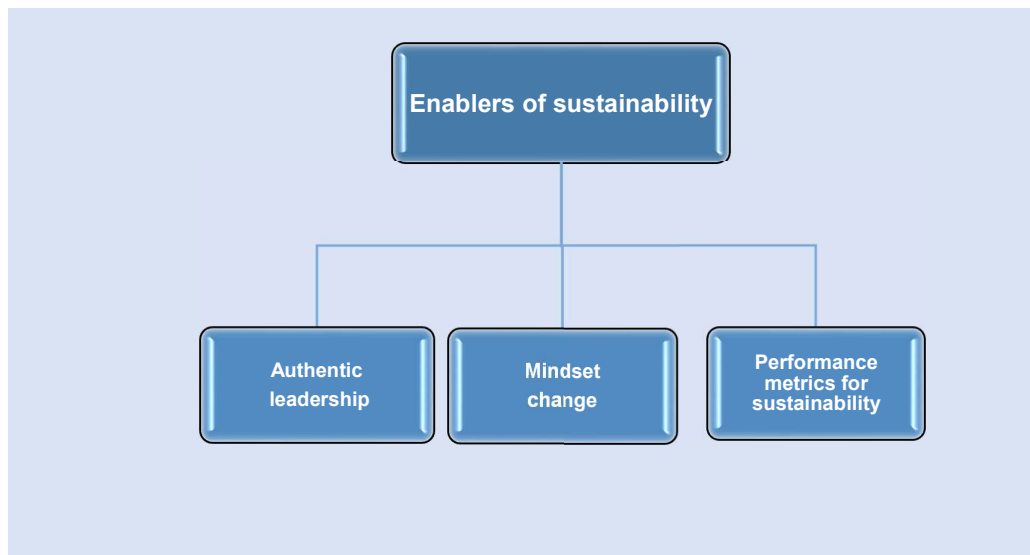 Enablers of sustainability
Authentic
leadership
Mindset
change
Performance
metrics for
sustainability